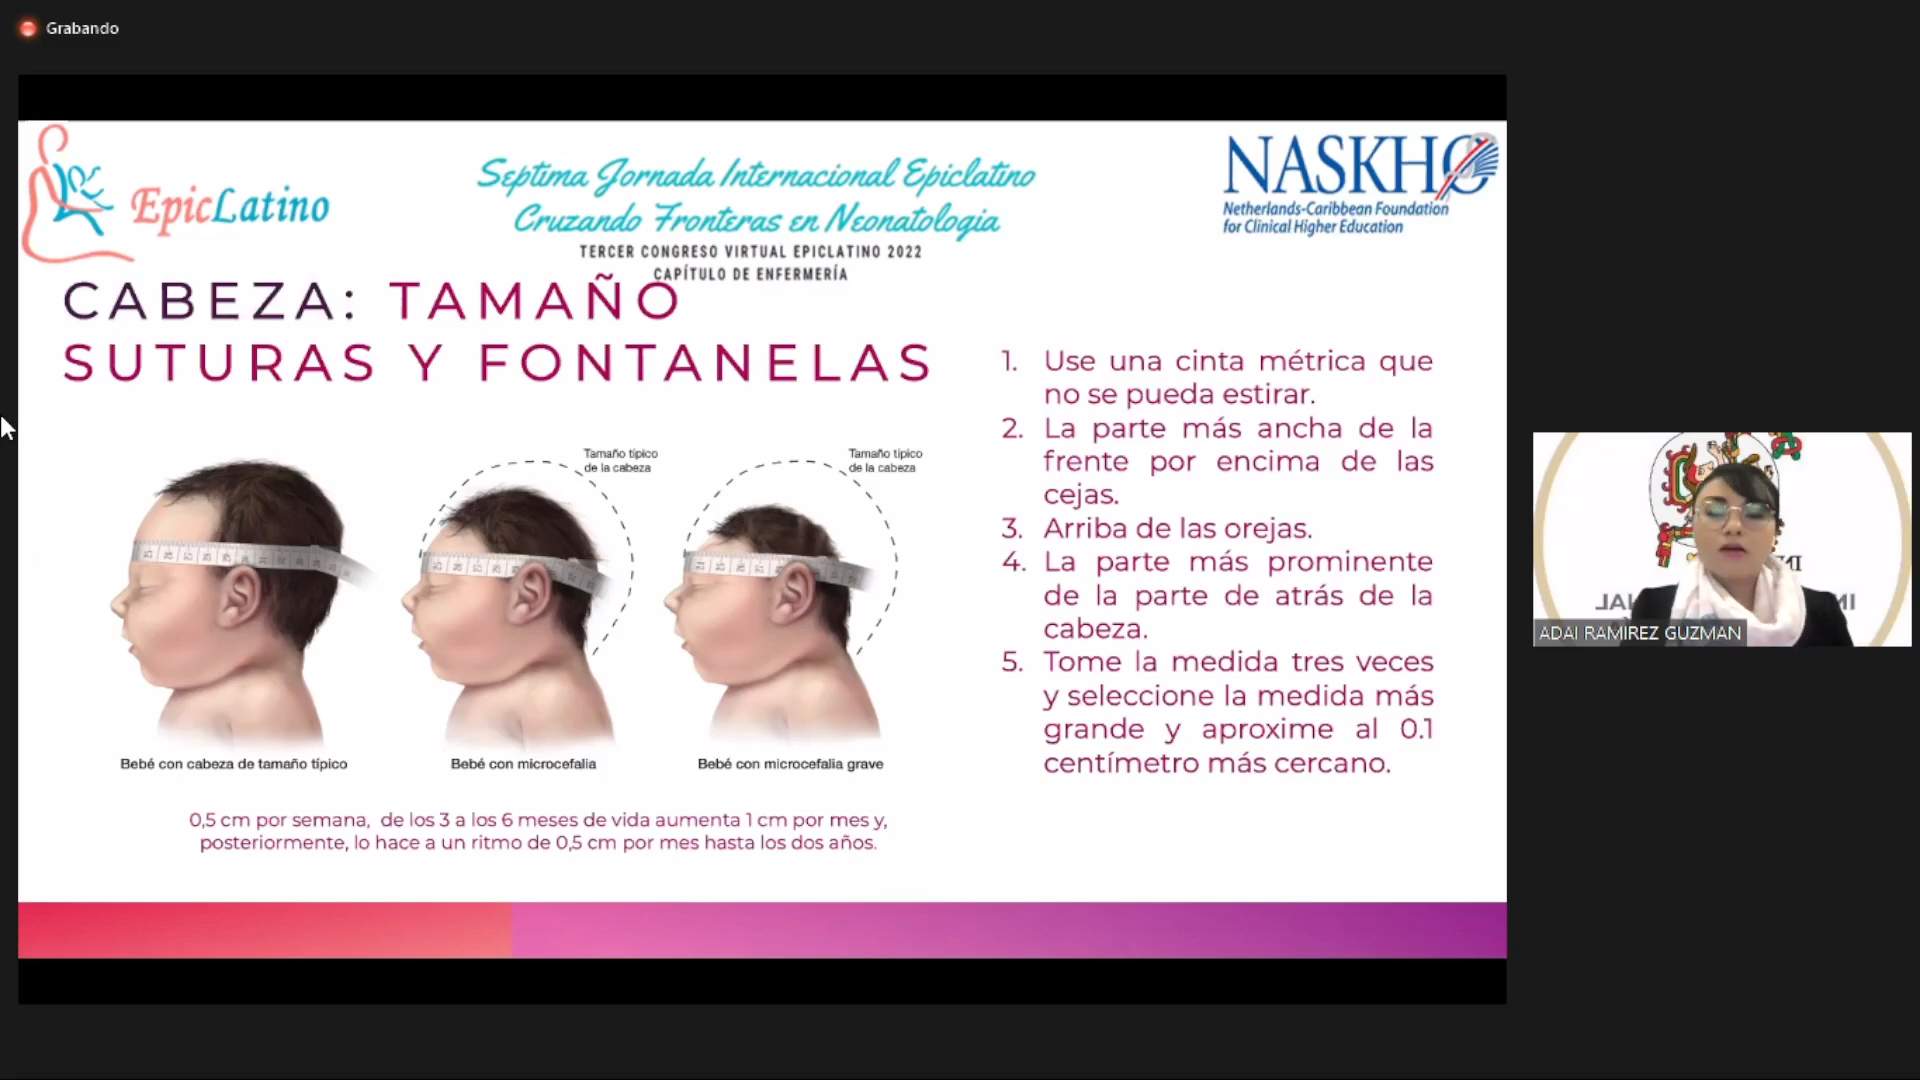 Grabando
EpicLatino
Septima Jornada Internacional Epiclatino
Cruzando Fronteras en Neonatologia
TERCER CONGRESO VIRTUAL EPICLATINO 2022
CAPÍTULO DE ENFERMERÍA
NASKHO
Netherlands-Caribbean Foundation
for Clinical Higher Education
CABEZA: TAMAÑO
SUTURAS Y FONTANELAS
Tamaño típico
de la cabeza
Tamaño típico
de la cabeza
Bebé con cabeza de tamaño típico
Bebé con microcefalia
Bebé con microcefalia grave
0,5 cm por semana, de los 3 a los 6 meses de vida aumenta 1 cm por mes y,
posteriormente, lo hace a un ritmo de 0,5 cm por mes hasta los dos años.
1. Use una cinta métrica que
no se pueda estirar.
2. La parte más ancha de la
frente por encima de las
cejas.
3. Arriba de las orejas.
4. La parte más prominente
de la parte de atrás de la
cabeza.
5. Tome la medida tres veces
y seleccione la medida más
grande y aproxime al 0.1
centímetro más cercano.
ADAI RAMIREZ GUZMAN